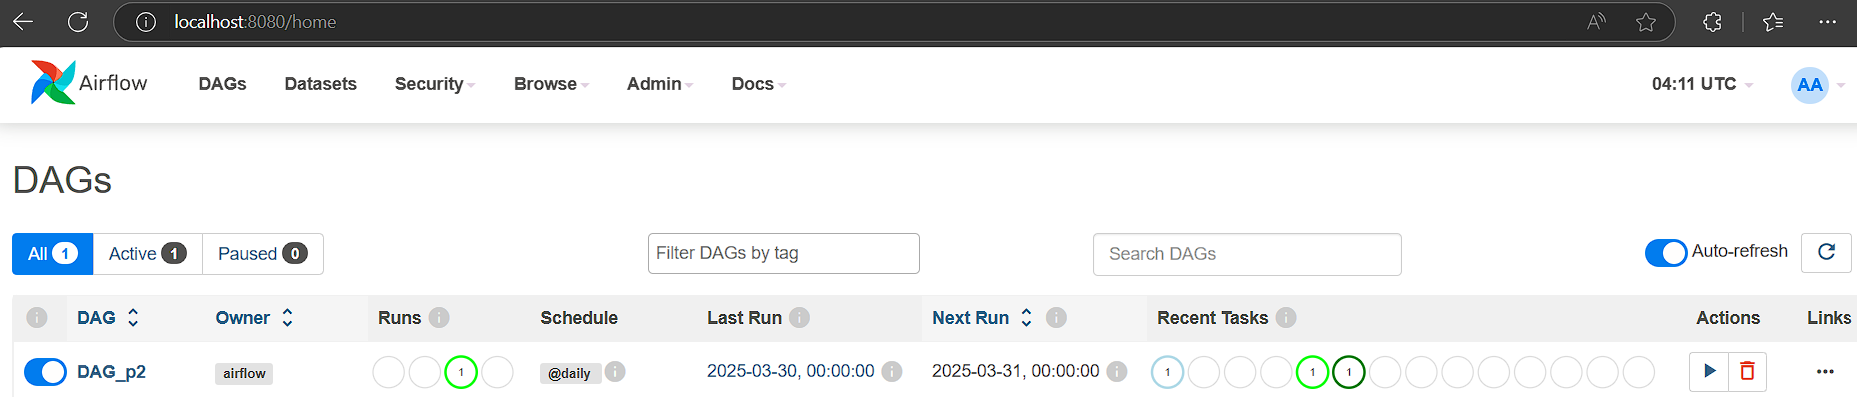 localhost:8080/home
Airflow DAGs Datasets Security Browse Admin Docs 04:11 UTC AA
DAGs
All 1 Active 1 Paused 0 Filter DAGs by tag Search DAGs Auto-refresh
DAG Owner Runs Schedule Last Run Next Run Recent Tasks Actions Links
DAG_p2 airflow 1 @daily 2025-03-30, 00:00:00 2025-03-31, 00:00:00 1 1 1